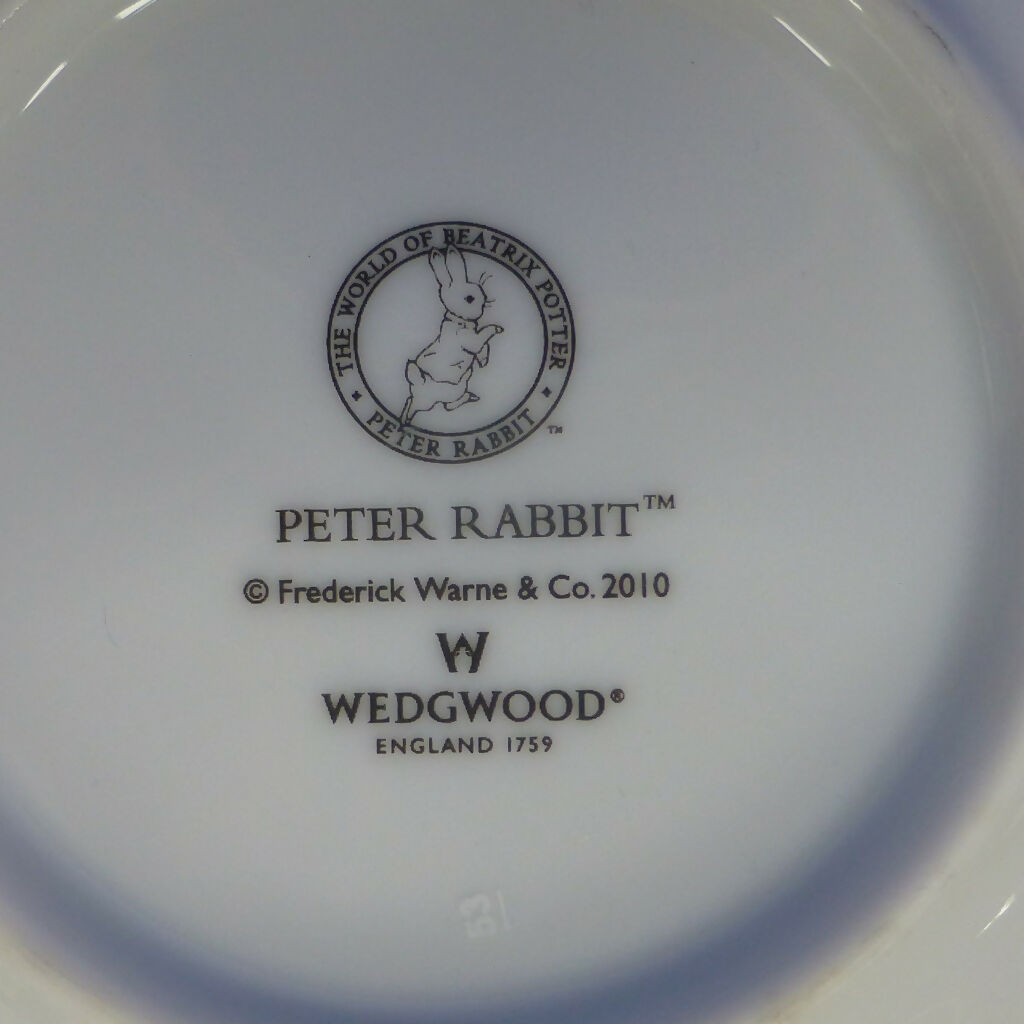 THE WORLD OF BEATRIX POTTER
PETER RABBIT ™
PETER RABBIT™
© Frederick Warne & Co. 2010
W
WEDGWOOD®
ENGLAND 1759